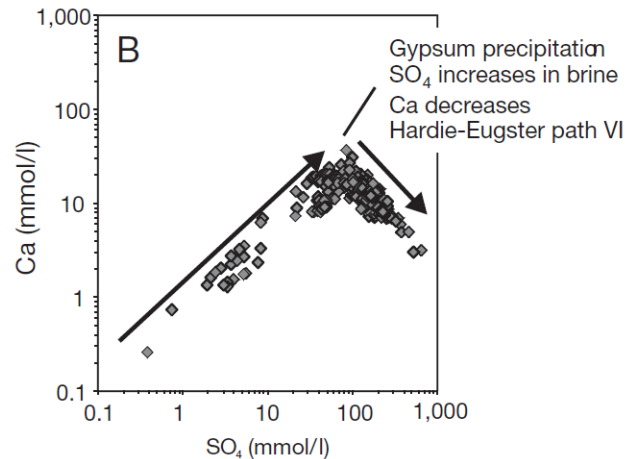 B
1,000
100
10
1
0.1
Ca (mmol/l)
Gypsum precipitation
SO₄ increases in brine
Ca decreases
Hardie-Eugster path VI
0.1
1
10
100
1,000
SO₄ (mmol/l)